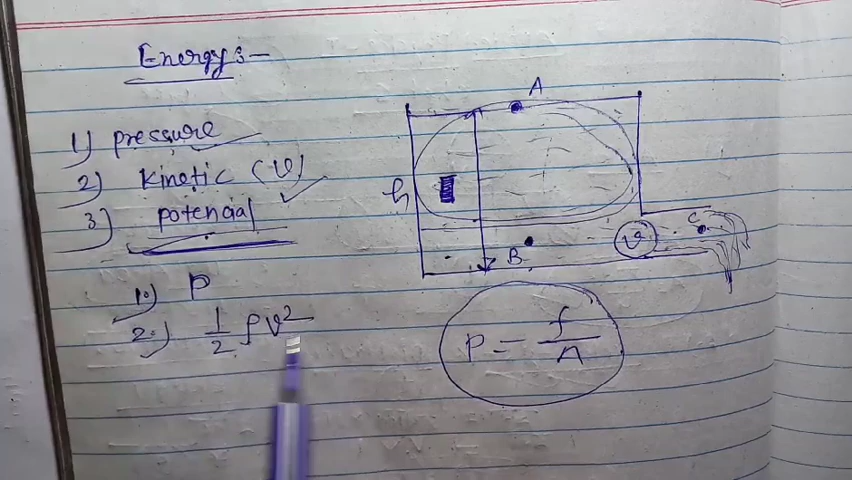 Energy :-
1) pressure
2) kinetic (v)
3) potencial
1.) P
2.) 1/2 ρv²
A
h
B
v
C
P = f/A